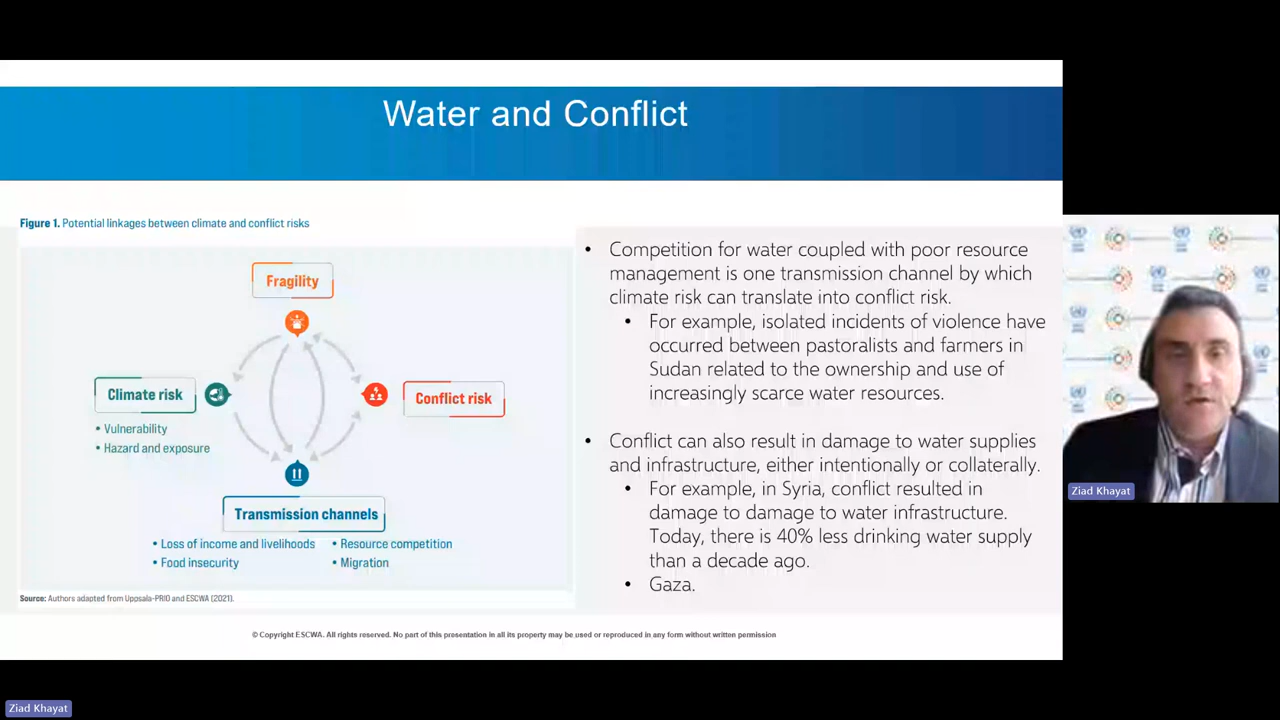 Water and Conflict
Figure 1. Potential linkages between climate and conflict risks
Fragility
Climate risk
• Vulnerability
• Hazard and exposure
Conflict risk
Transmission channels
• Loss of income and livelihoods
• Food insecurity
• Resource competition
• Migration
Source: Authors adapted from Uppsala-PRIO and ESCWA (2021).
• Competition for water coupled with poor resource
management is one transmission channel by which
climate risk can translate into conflict risk.
• For example, isolated incidents of violence have
occurred between pastoralists and farmers in
Sudan related to the ownership and use of
increasingly scarce water resources.
• Conflict can also result in damage to water supplies
and infrastructure, either intentionally or collaterally.
• For example, in Syria, conflict resulted in
damage to damage to water infrastructure.
Today, there is 40% less drinking water supply
than a decade ago.
• Gaza.
© Copyright ESCWA. All rights reserved. No part of this presentation in all its property may be used or reproduced in any form without written permission
Ziad Khayat
Ziad Khayat